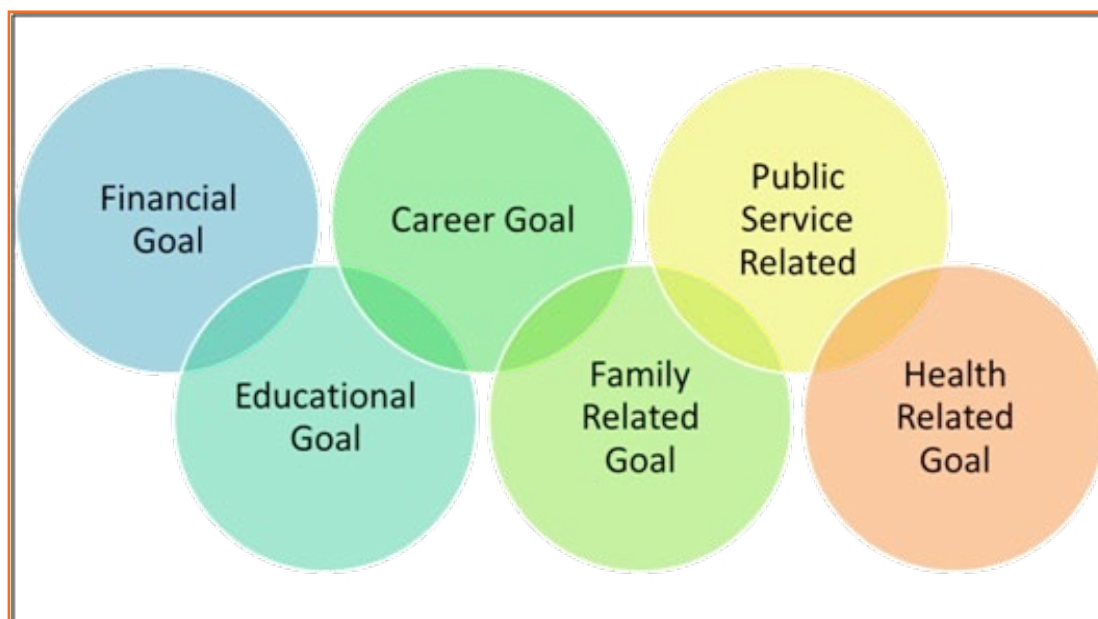 Financial
Goal
Career Goal
Public
Service
Related
Educational
Goal
Family
Related
Goal
Health
Related
Goal